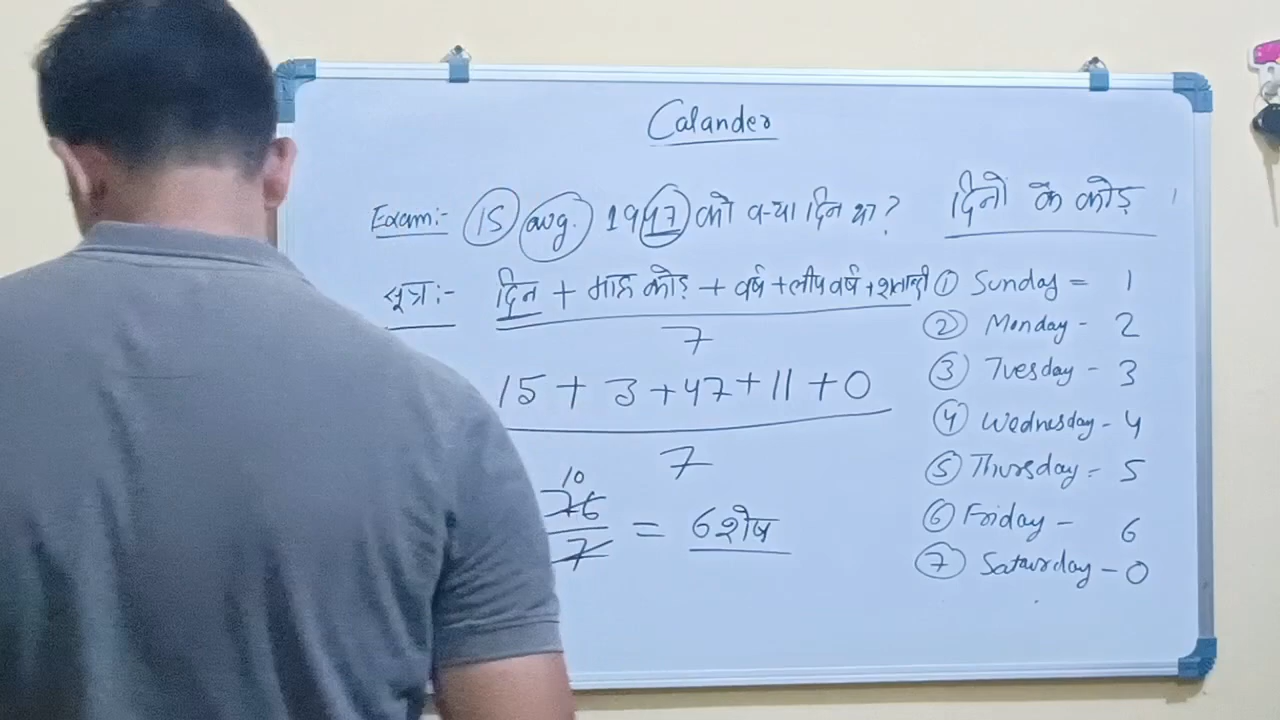 Calander
Exam:- 15 avg. 1947 को क्या दिन था?
सूत्र:- दिन + माह कोड़ + वर्ष + लीप वर्ष + शताब्दी
7
15 + 3 + 47 + 11 + 0
7
10
76
7
= 6 शेष
दिनो के कोड़
① Sunday = 1
② Monday - 2
③ Tuesday - 3
④ Wednesday - 4
⑤ Thursday - 5
⑥ Friday - 6
⑦ Satarday - 0